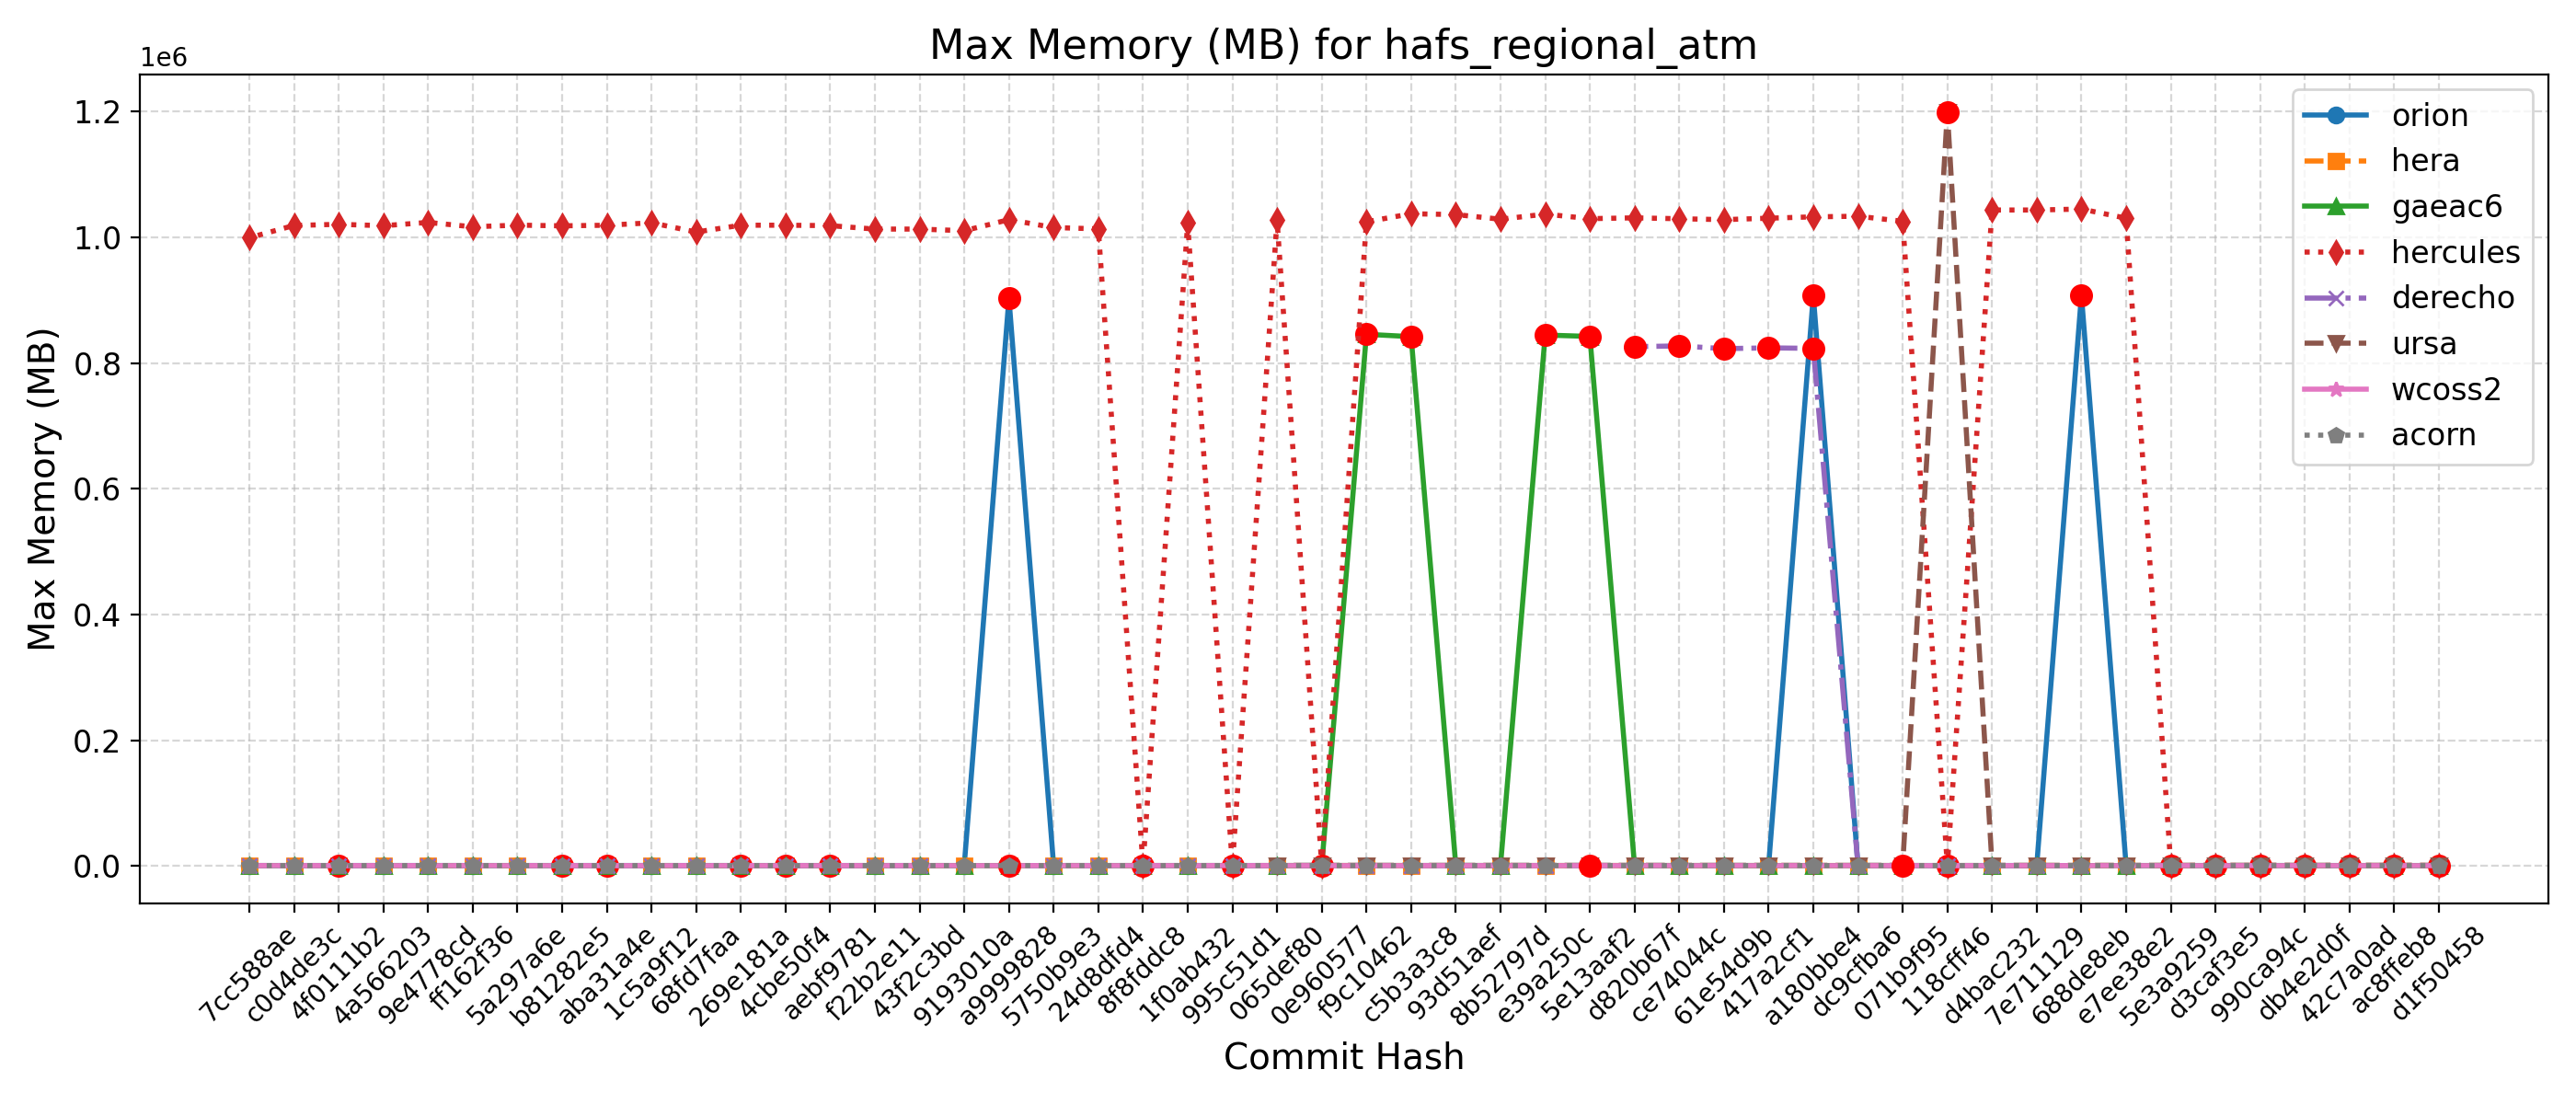 Max Memory (MB) for hafs_regional_atm
1e6
1.2
1.0
0.8
0.6
0.4
0.2
0.0
Max Memory (MB)
orion
hera
gaeac6
hercules
derecho
ursa
wcoss2
acorn
7cc588ae
c0d4de3c
4f0111b2
4a566203
9e4778cd
ff162f36
5a297a6e
b81282e5
aba31a4e
1c5a9f12
68fd7faa
269e181a
4cbe50f4
aebf9781
f22b2e11
43f2c3bd
9193010a
a9999828
5750b9e3
24d8dfd4
8f8fddc8
1f0ab432
995c51d1
065def80
0e960577
f9c10462
c5b3a3c8
93d51aef
8b52797d
e39a250c
5e13aaf2
d820b67f
ce74044c
61e54d9b
417a2cf1
a180bbe4
dc9cfba6
071b9f95
118cff46
d4bac232
7e711129
688de8eb
e7ee38e2
5e3a9259
d3caf3e5
990ca94c
db4e2d0f
42c7a0ad
ac8ffeb8
d1f50458
Commit Hash